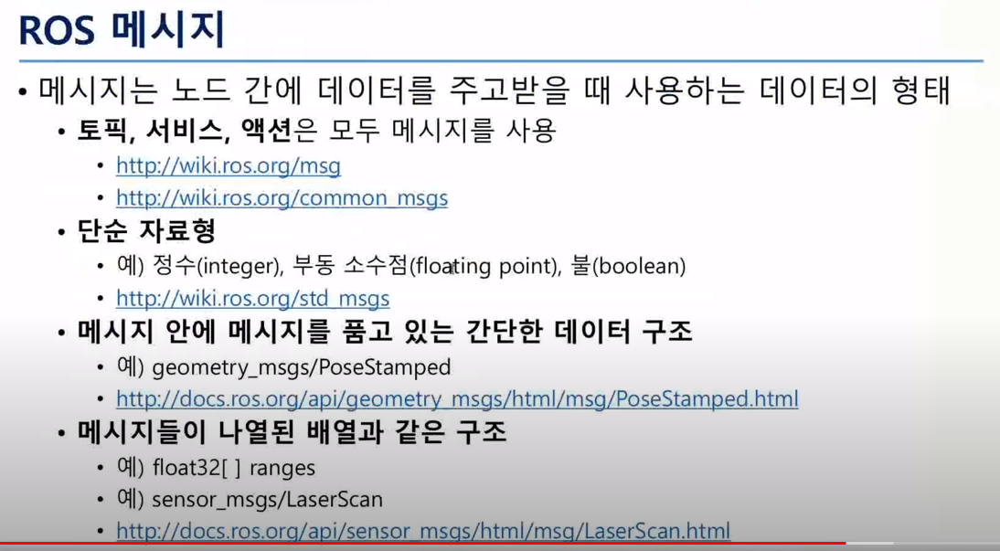 ROS 메시지
• 메시지는 노드 간에 데이터를 주고받을 때 사용하는 데이터의 형태
• 토픽, 서비스, 액션은 모두 메시지를 사용
• http://wiki.ros.org/msg
• http://wiki.ros.org/common_msgs
• 단순 자료형
• 예) 정수(integer), 부동 소수점(floating point), 불(boolean)
• http://wiki.ros.org/std_msgs
• 메시지 안에 메시지를 품고 있는 간단한 데이터 구조
• 예) geometry_msgs/PoseStamped
• http://docs.ros.org/api/geometry_msgs/html/msg/PoseStamped.html
• 메시지들이 나열된 배열과 같은 구조
• 예) float32[ ] ranges
• 예) sensor_msgs/LaserScan
• http://docs.ros.org/api/sensor_msgs/html/msg/LaserScan.html